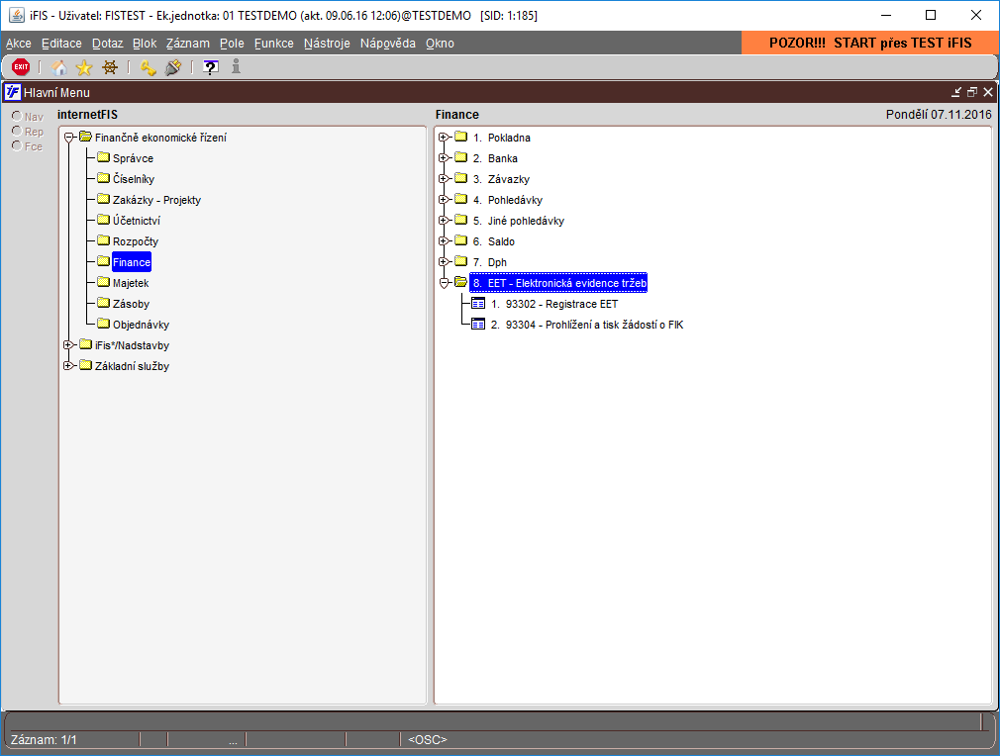 iFIS - Uživatel: FISTEST - Ek.jednotka: 01 TESTDEMO (akt. 09.06.16 12:06)@TESTDEMO [SID: 1:185]
Akce Editace Dotaz Blok Záznam Pole Funkce Nástroje Nápověda Okno
POZOR!!! START přes TEST iFIS
EXIT
Hlavní Menu
Nav
Rep
Fce
internetFIS
Finančně ekonomické řízení
Správce
Číselníky
Zakázky - Projekty
Účetnictví
Rozpočty
Finance
Majetek
Zásoby
Objednávky
iFis*/Nadstavby
Základní služby
Finance
Pondělí 07.11.2016
1. Pokladna
2. Banka
3. Závazky
4. Pohledávky
5. Jiné pohledávky
6. Saldo
7. Dph
8. EET - Elektronická evidence tržeb
1. 93302 - Registrace EET
2. 93304 - Prohlížení a tisk žádostí o FIK
Záznam: 1/1 ... <OSC>